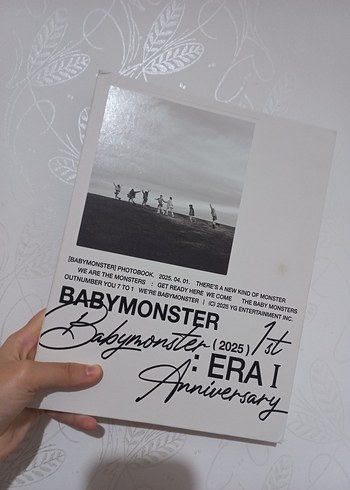 [BABYMONSTER] PHOTOBOOK. 2025. 04. 01. THERE'S A NEW KIND OF MONSTER
WE ARE THE MONSTERS : GET READY HERE WE COME THE BABY MONSTERS
OUTNUMBER YOU 7 TO 1 WE'RE BABYMONSTER | (C) 2025 YG ENTERTAINMENT INC.
BABYMONSTER 1st
Babymonster (2025)
: ERA I
Anniversary